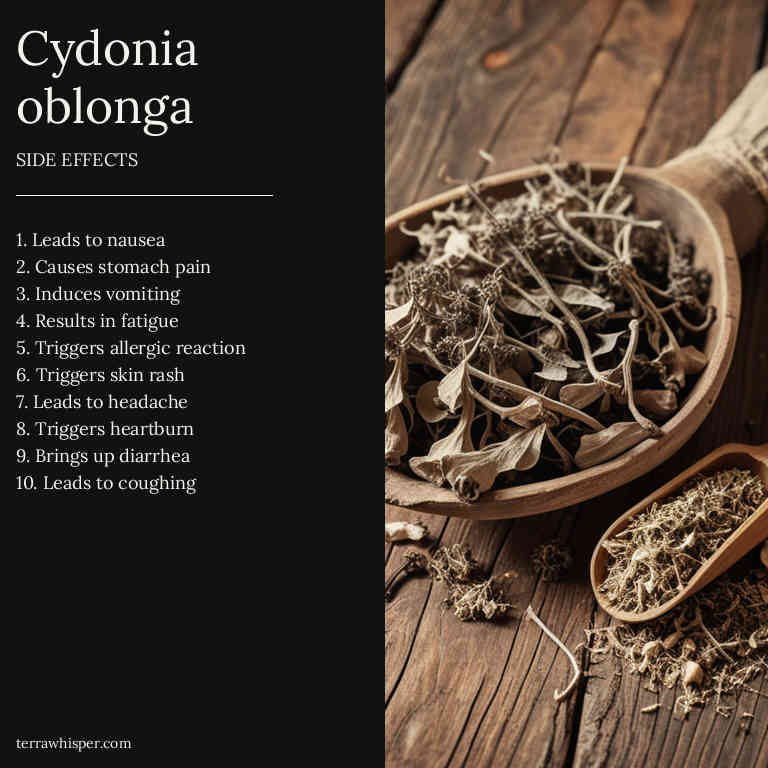 Cydonia
oblonga
SIDE EFFECTS
1. Leads to nausea
2. Causes stomach pain
3. Induces vomiting
4. Results in fatigue
5. Triggers allergic reaction
6. Triggers skin rash
7. Leads to headache
8. Triggers heartburn
9. Brings up diarrhea
10. Leads to coughing
terrawhisper.com